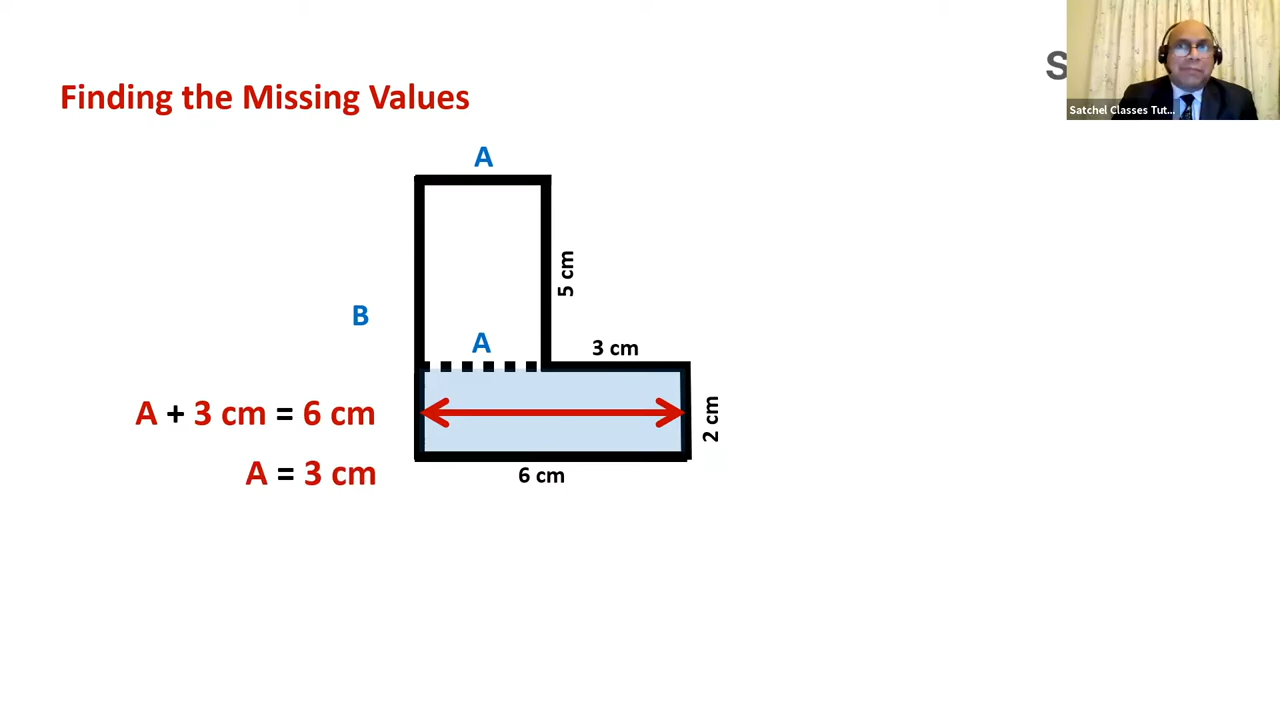 S
Satchel Classes Tut...
Finding the Missing Values
A
5 cm
B
A
3 cm
A + 3 cm = 6 cm
2 cm
A = 3 cm
6 cm